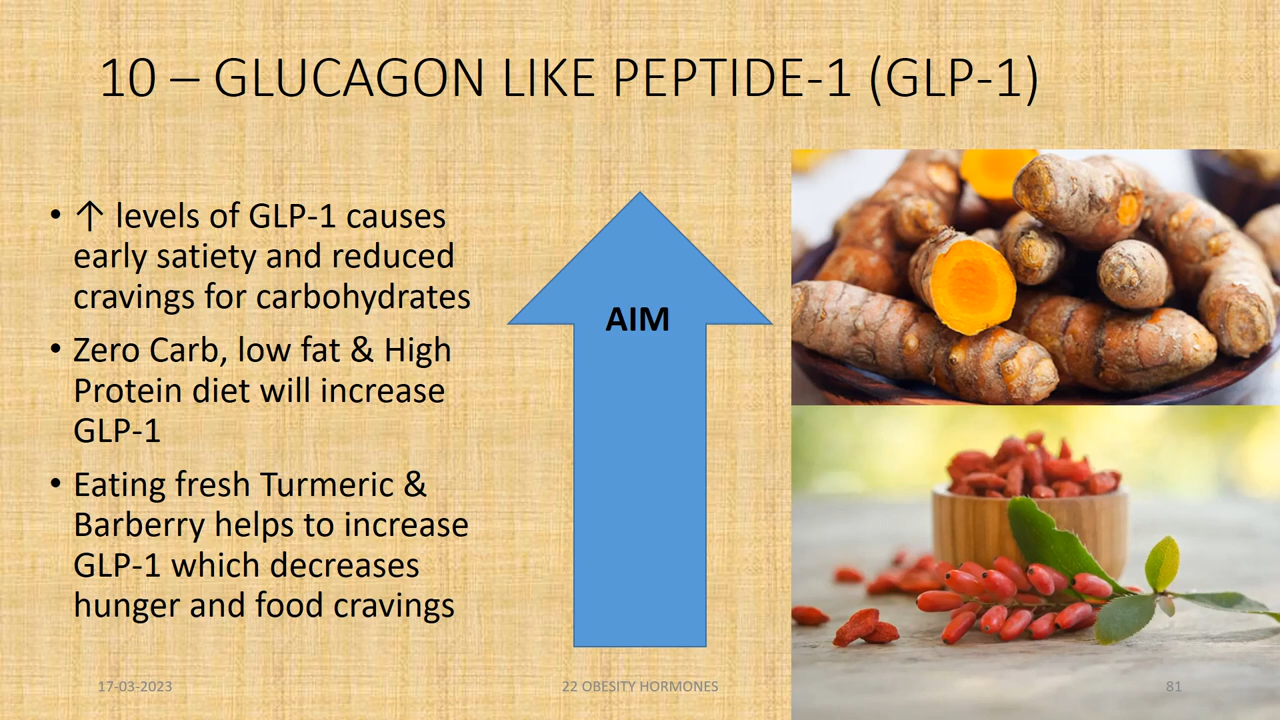 10 – GLUCAGON LIKE PEPTIDE-1 (GLP-1)
• ↑ levels of GLP-1 causes
early satiety and reduced
cravings for carbohydrates
• Zero Carb, low fat & High
Protein diet will increase
GLP-1
• Eating fresh Turmeric &
Barberry helps to increase
GLP-1 which decreases
hunger and food cravings
AIM
17-03-2023
22 OBESITY HORMONES
81